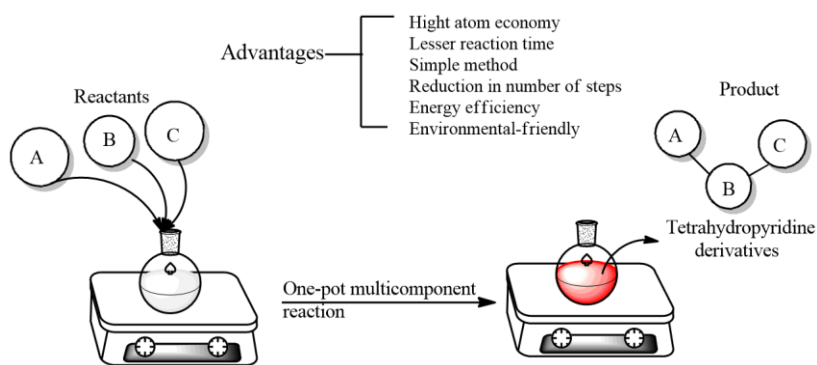 Advantages
Hight atom economy
Lesser reaction time
Simple method
Reduction in number of steps
Energy efficiency
Environmental-friendly
Reactants
A
B
C
One-pot multicomponent
reaction
Product
A
C
B
Tetrahydropyridine
derivatives